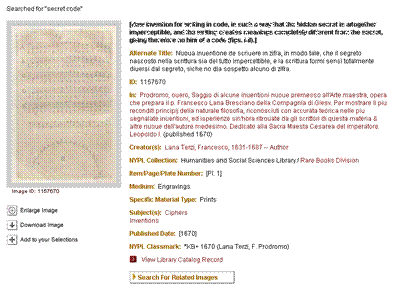 Searched for "secret code"
[New invention for writing in code, in such a way that the hidden secret is altogether
imperceptible, and the writing creates meanings completely different from the secret,
giving the
Alternate Title: Nuova inventione de scriuere in zifra, in modo tale, che il segreto
nascosto nella scrittura sia del tutto impercettibile, e la scrittura formi sensi totalmente
diuersi dal segreto, siche no dia sospetto alcuno di zifra.
ID: 1157670
In: Prodromo, ouero, Saggio di alcune inuentioni nuoue premesso all'Arte maestra, opera
che prepara il p. Francesco Lana Bresciano della Compagnia di Giesv. Per mostrare li piu
reconditi principij della naturale filosofia, riconosciuti con accurata teorica nelle piu
segnalate inuentioni, ed isperienze sin'hora ritrouate da gli scrittori di questa materia &
altre nuoue dell'autore medesimo. Dedicato alla Sacra Maesta Cesarea del imperatore
Leopoldo I. (published 1670)
Creator(s): Lana Terzi, Francesco, 1631-1687 -- Author
NYPL Collection: Humanities and Social Sciences Library / Rare Books Division
Item/Page/Plate Number: [Pl. 1]
Medium: Engravings
Specific Material Type: Prints
Subject(s): Ciphers
Inventions
Published Date: [1670]
NYPL Classmark: *KB+ 1670 (Lana Terzi, F. Prodromo)
View Library Catalog Record
Search For Related Images
Image ID: 1157670
Enlarge Image
Download Image
Add to your Selections